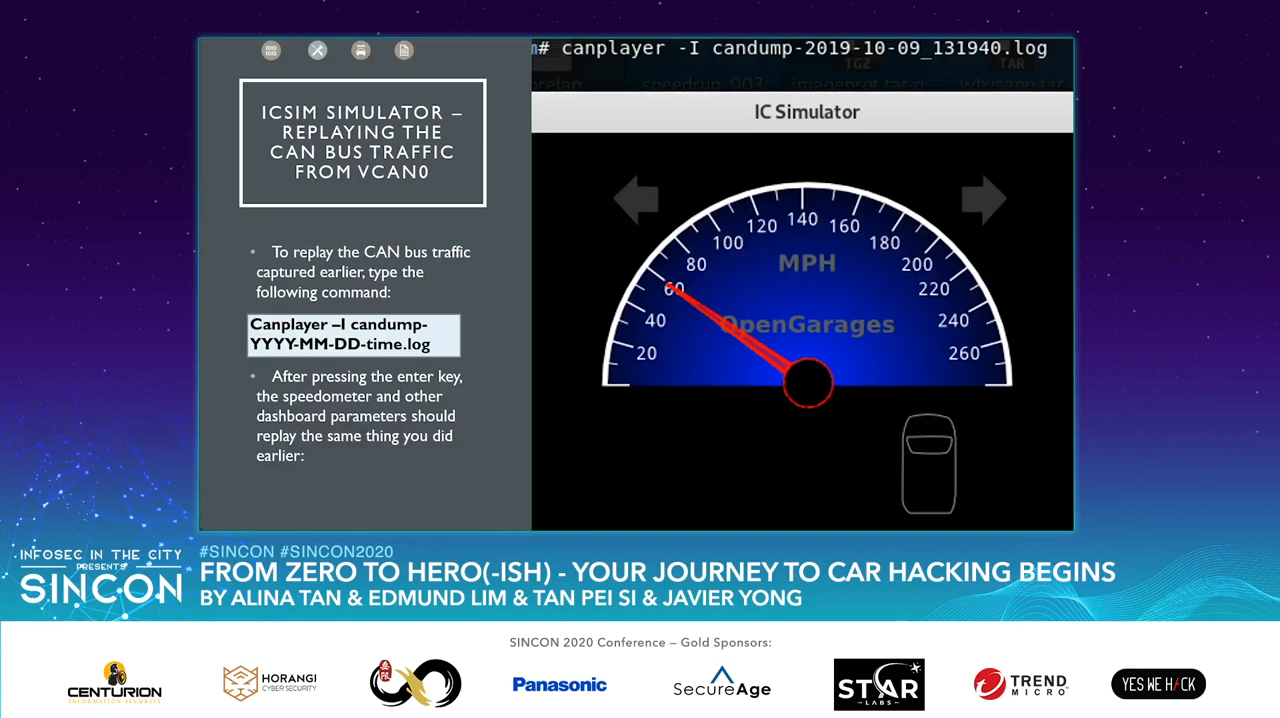 ICSIM SIMULATOR –
REPLAYING THE
CAN BUS TRAFFIC
FROM VCAN0
• To replay the CAN bus traffic
captured earlier, type the
following command:
Canplayer –I candump-
YYYY-MM-DD-time.log
• After pressing the enter key,
the speedometer and other
dashboard parameters should
replay the same thing you did
earlier:
# canplayer -I candump-2019-10-09_131940.log
TGZ
TAR
IC Simulator
20
40
60
80
100
120
140
160
180
200
220
240
260
MPH
OpenGarages
INFOSEC IN THE CITY
PRESENTS
SINCON
#SINCON #SINCON2020
FROM ZERO TO HERO(-ISH) - YOUR JOURNEY TO CAR HACKING BEGINS
BY ALINA TAN & EDMUND LIM & TAN PEI SI & JAVIER YONG
SINCON 2020 Conference – Gold Sponsors:
CENTURION
INFORMATION SECURITY
HORANGI
CYBER SECURITY
Panasonic
SecureAge
STAR
LABS
TREND
MICRO
YES WE H/CK